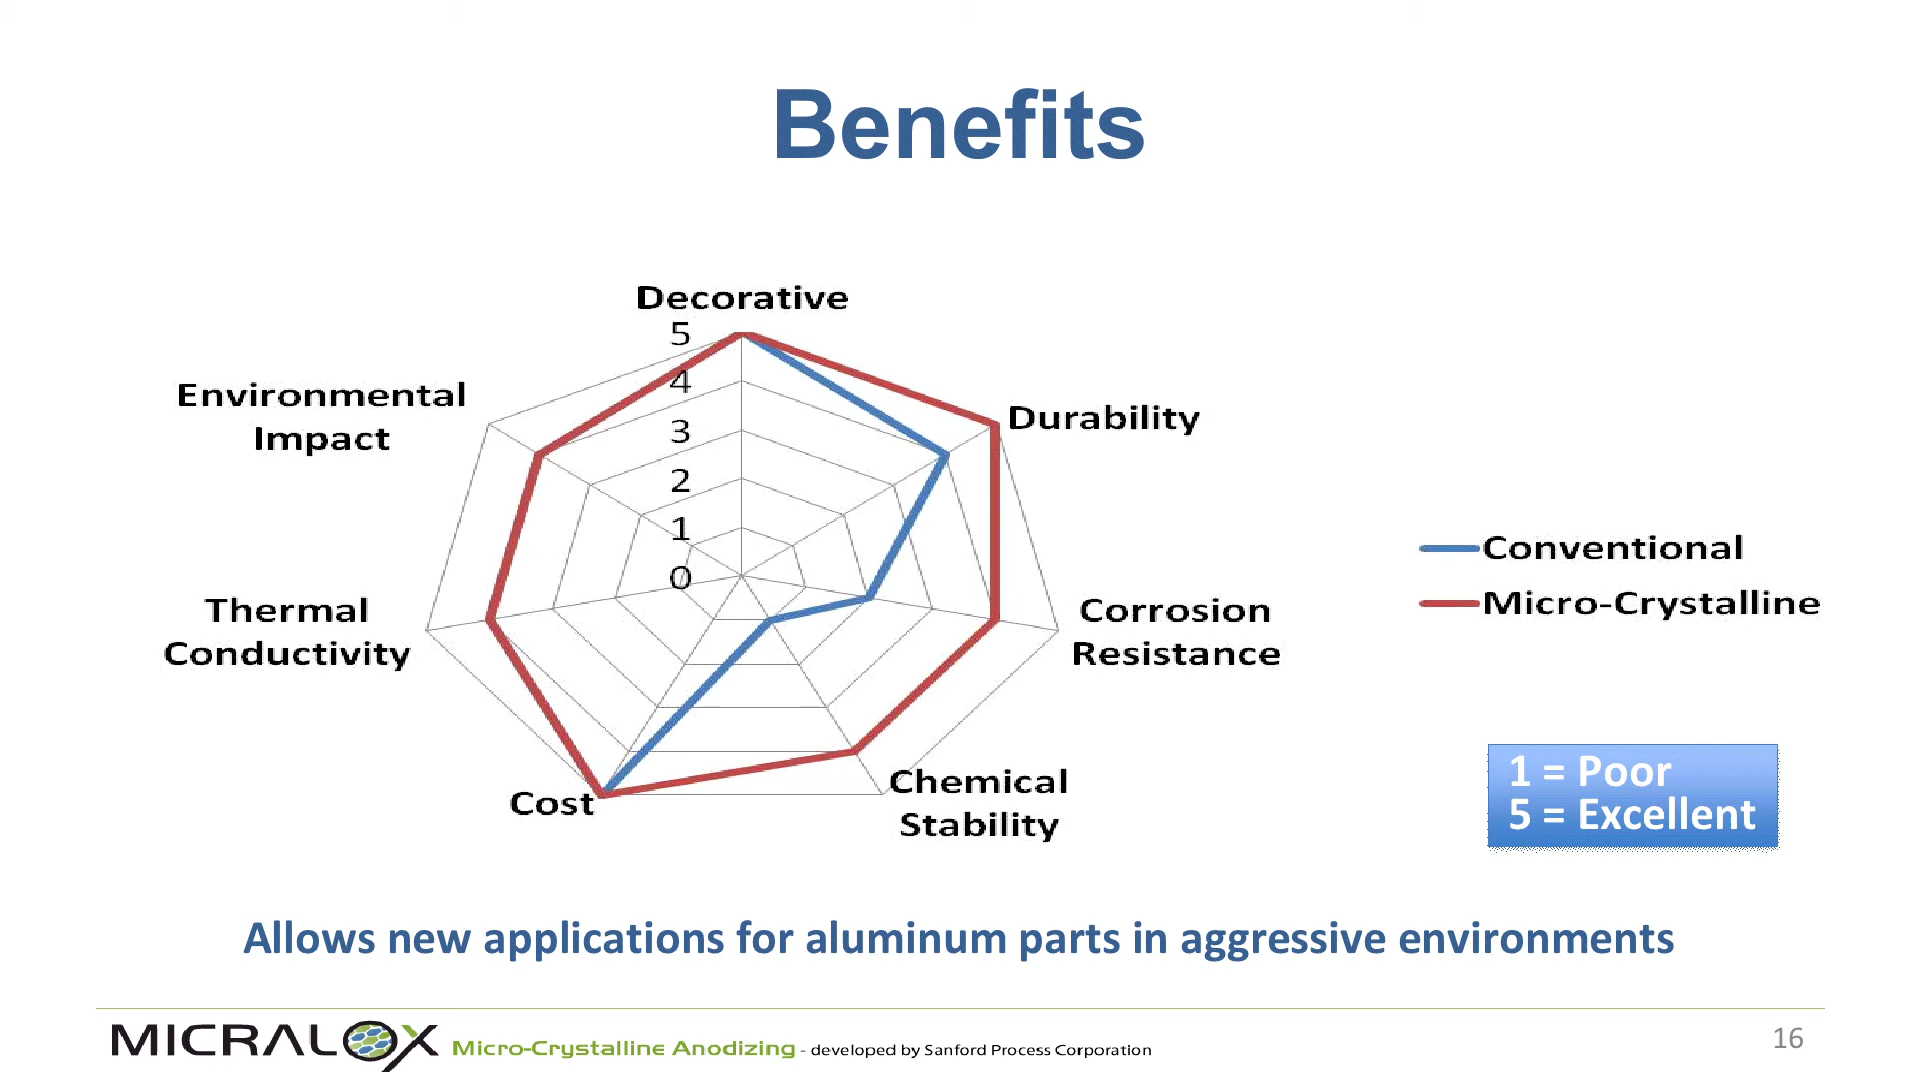 Benefits
Decorative
5
4
3
2
1
0
Durability
Corrosion
Resistance
Chemical
Stability
Cost
Thermal
Conductivity
Environmental
Impact
Conventional
Micro-Crystalline
1 = Poor
5 = Excellent
Allows new applications for aluminum parts in aggressive environments
MICRALOX Micro-Crystalline Anodizing - developed by Sanford Process Corporation
16